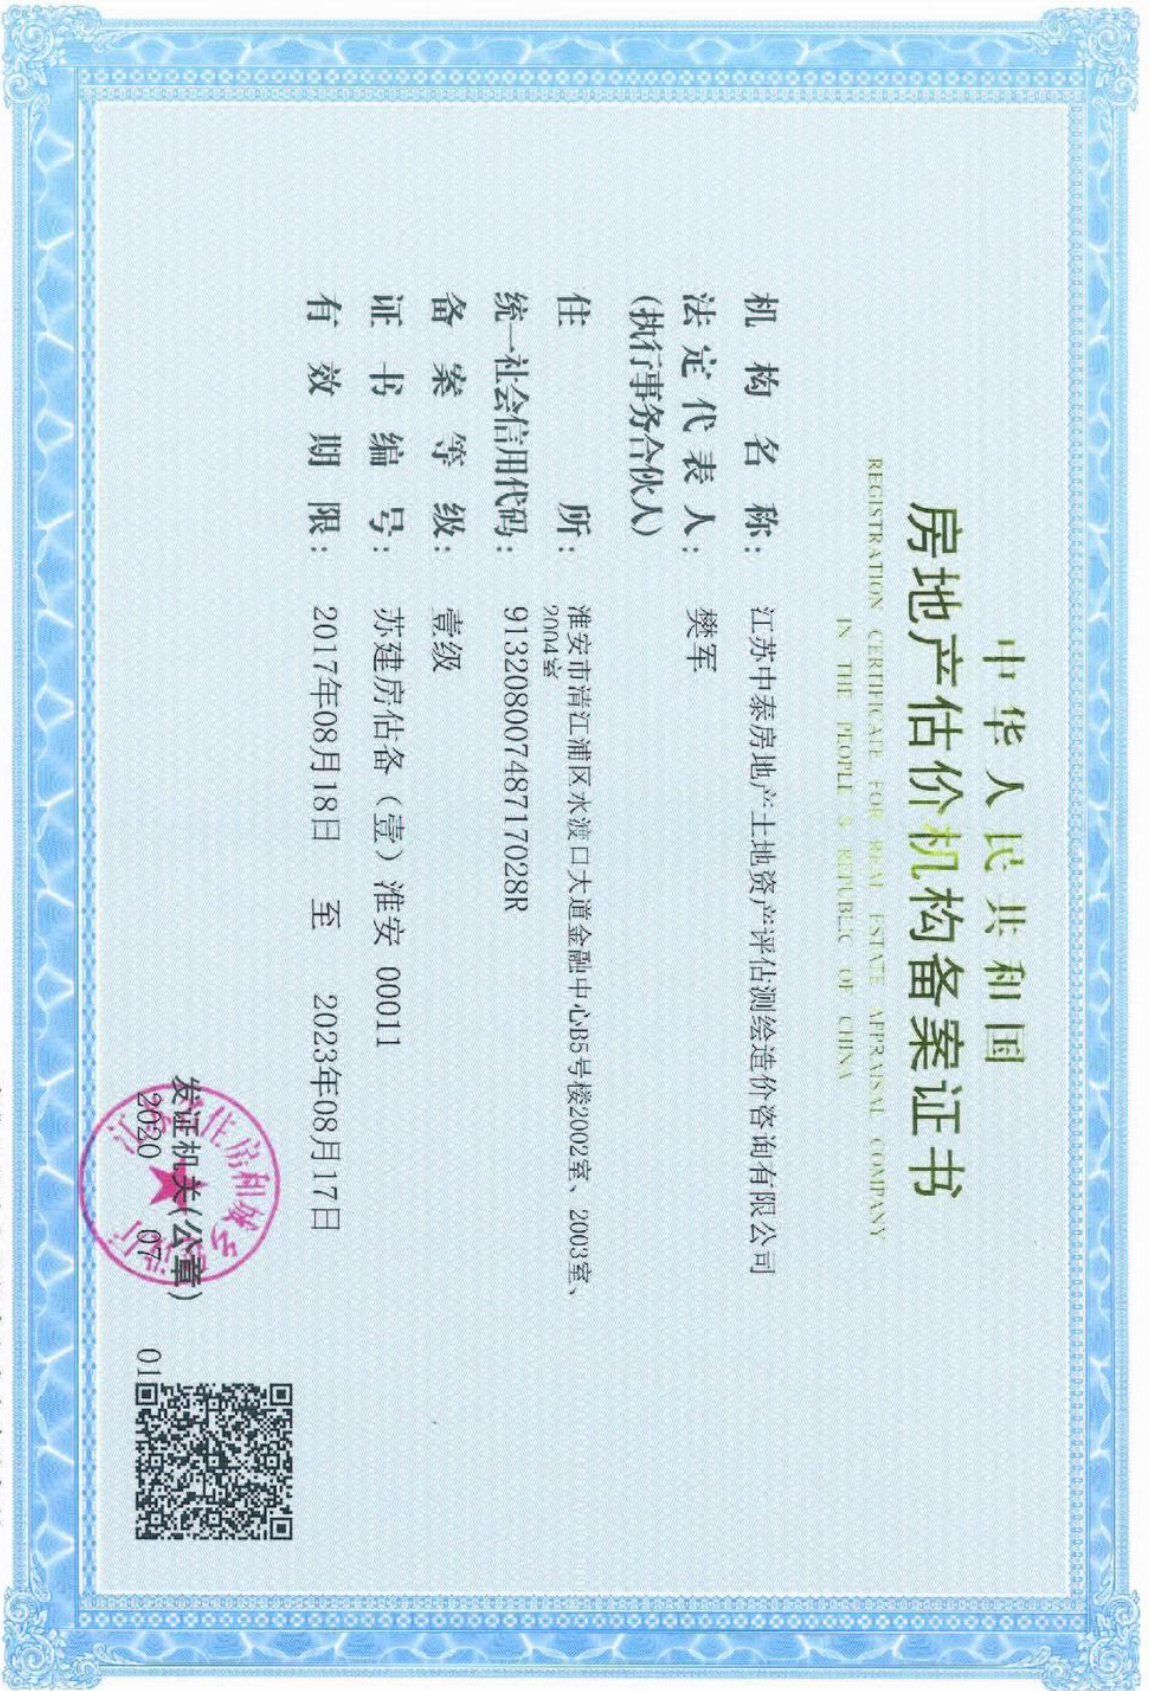 中华人民共和国
房地产估价机构备案证书
REGISTRATION CERTIFICATE FOR REAL ESTATE APPRAISAL COMPANY
IN THE PEOPLE'S REPUBLIC OF CHINA
机构名称：江苏中泰房地产土地资产评估测绘造价咨询有限公司
法定代表人：樊军
(执行事务合伙人)
住所：淮安市清江浦区水渡口大道金融中心B5号楼2002室、2003室、
2004室
统一社会信用代码：91320800748717028R
备案等级：壹级
证书编号：苏建房估备（壹）淮安 00011
有效期限：2017年08月18日 至 2023年08月17日
发证机关(公章)
2020 07 01